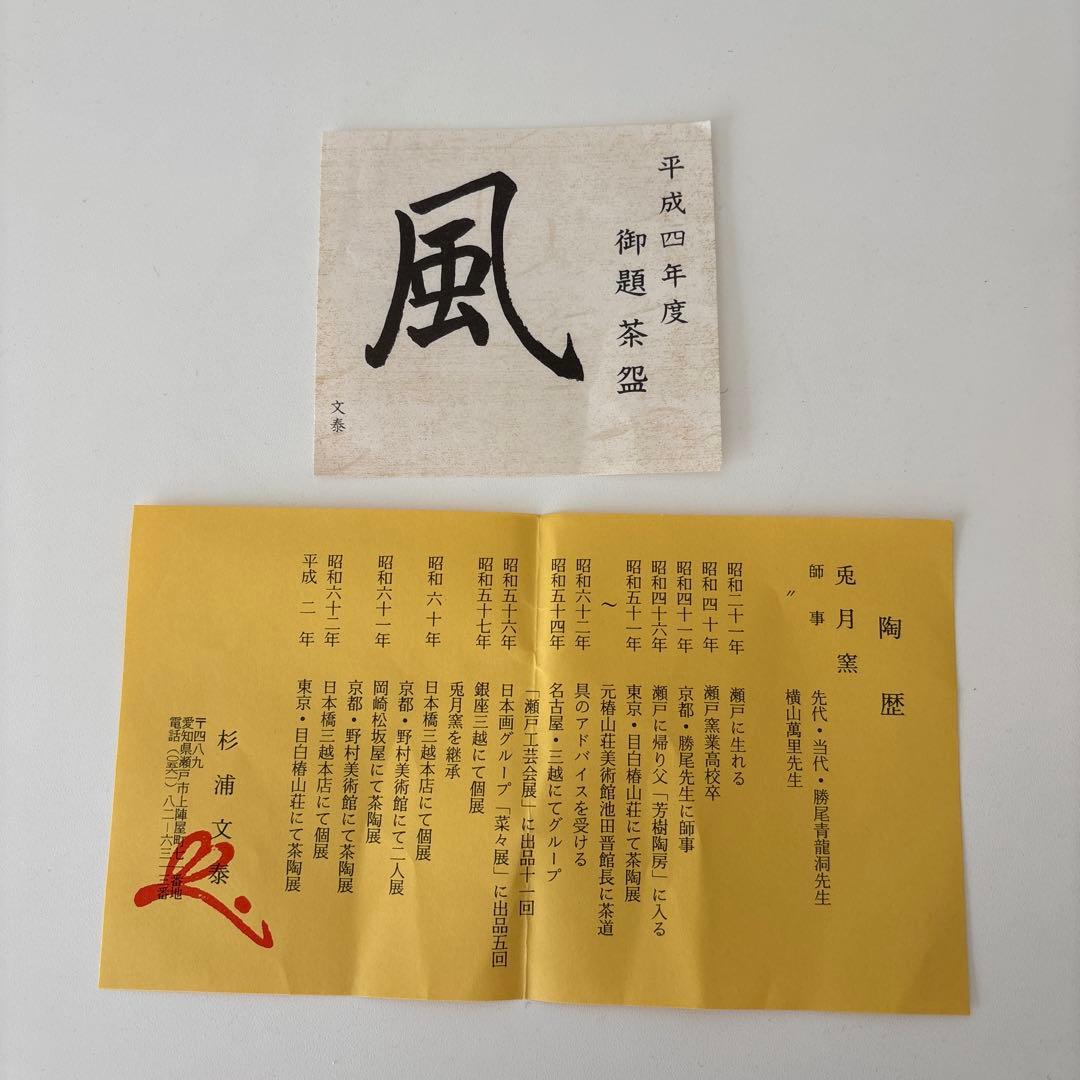 平成四年度
御題茶盌
風
文泰
陶歴
兎月窯
師事 先代・当代・勝尾青龍洞先生
〃 横山萬里先生
昭和二十一年 瀬戸に生れる
昭和四十年 瀬戸窯業高校卒
昭和四十一年 京都・勝尾先生に師事
昭和四十六年 瀬戸に帰り父「芳樹陶房」に入る
昭和五十一年 東京・目白椿山荘にて茶陶展
～ 元椿山荘美術館池田晋館長に茶道
昭和六十二年 具のアドバイスを受ける
昭和五十四年 名古屋・三越にてグループ
「瀬戸工芸会展」に出品十一回
昭和五十六年 日本画グループ「菜々展」に出品五回
昭和五十七年 銀座三越にて個展
兎月窯を継承
昭和六十年 日本橋三越本店にて個展
京都・野村美術館にて二人展
昭和六十一年 岡崎松坂屋にて茶陶展
京都・野村美術館にて茶陶展
昭和六十二年 日本橋三越本店にて個展
平成二年 東京・目白椿山荘にて茶陶展
杉浦文泰
〒四八九
愛知県瀬戸市上陣屋町七一番地
電話（〇五六一）八二―六三一三番